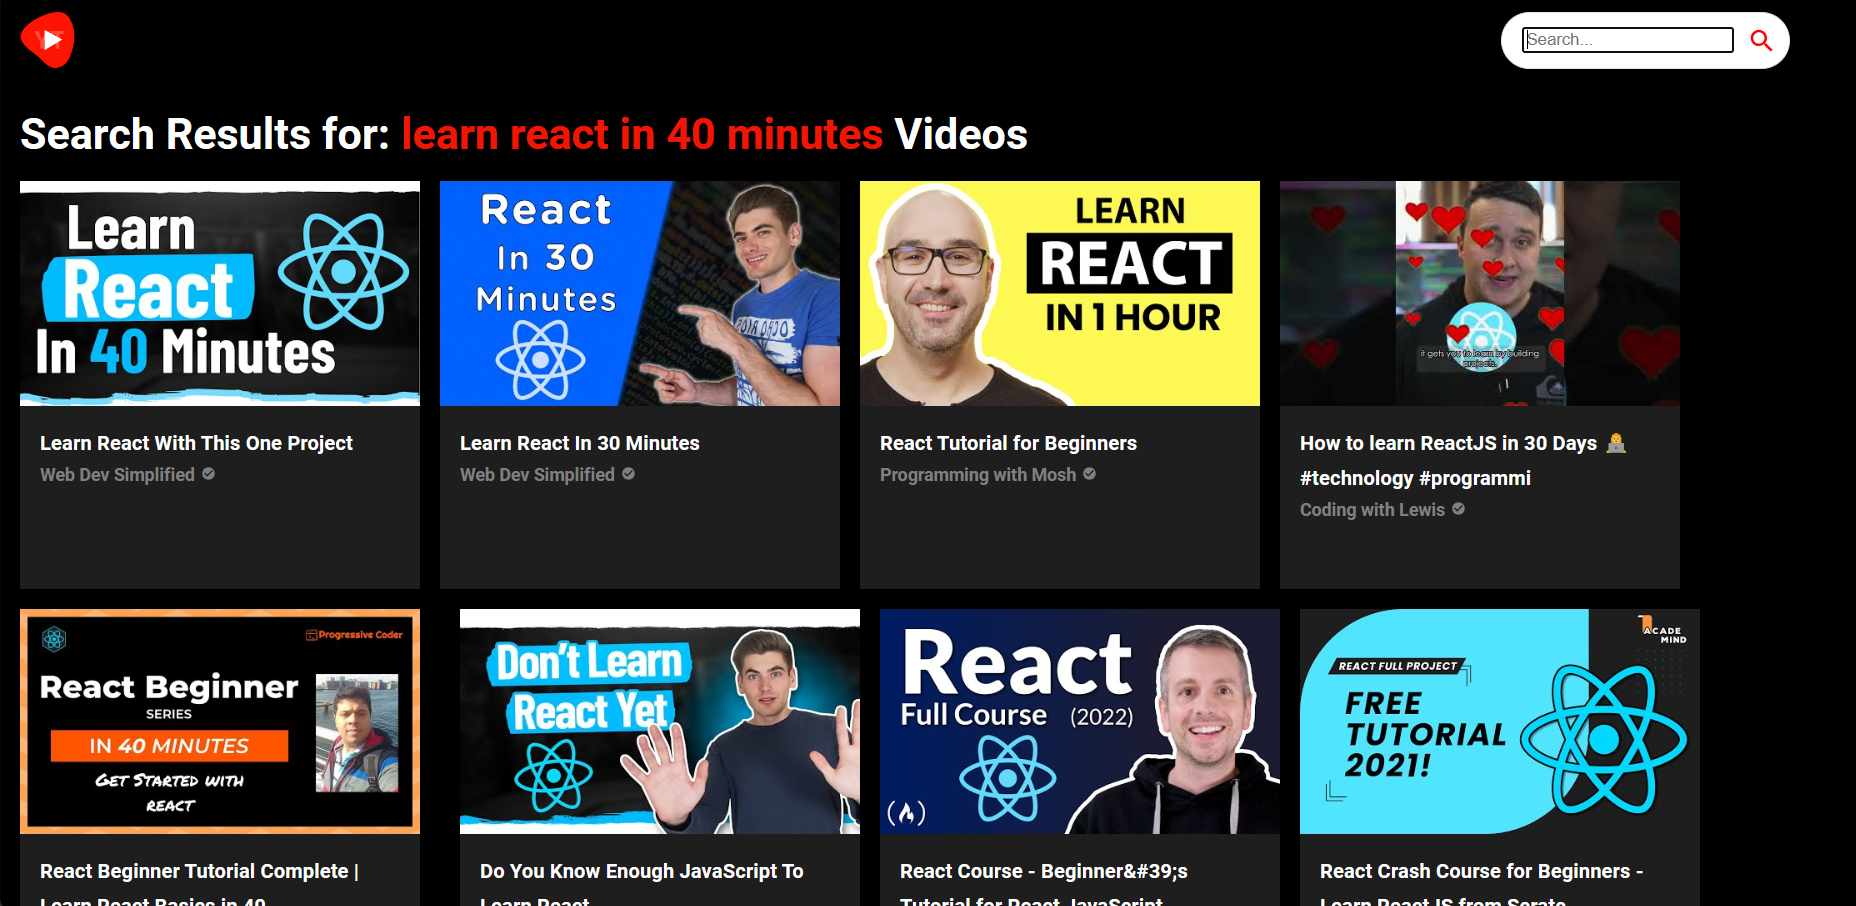 YT
Search...
Search Results for: learn react in 40 minutes Videos
Learn
React
In 40 Minutes
Learn React With This One Project
Web Dev Simplified
React
In 30
Minutes
Learn React In 30 Minutes
Web Dev Simplified
LEARN
REACT
IN 1 HOUR
React Tutorial for Beginners
Programming with Mosh
it gets you to learn by building
projects.
How to learn ReactJS in 30 Days
#technology #programmi
Coding with Lewis
Progressive Coder
React Beginner
SERIES
IN 40 MINUTES
GET STARTED WITH
REACT
React Beginner Tutorial Complete |
Learn React Basics in 40
Don't Learn
React Yet
Do You Know Enough JavaScript To
Learn React
React
Full Course (2022)
React Course - Beginner&#39;s
Tutorial for React JavaScript
ACADE
MIND
REACT FULL PROJECT
FREE
TUTORIAL
2021!
React Crash Course for Beginners -
Learn ReactJS from Scratc